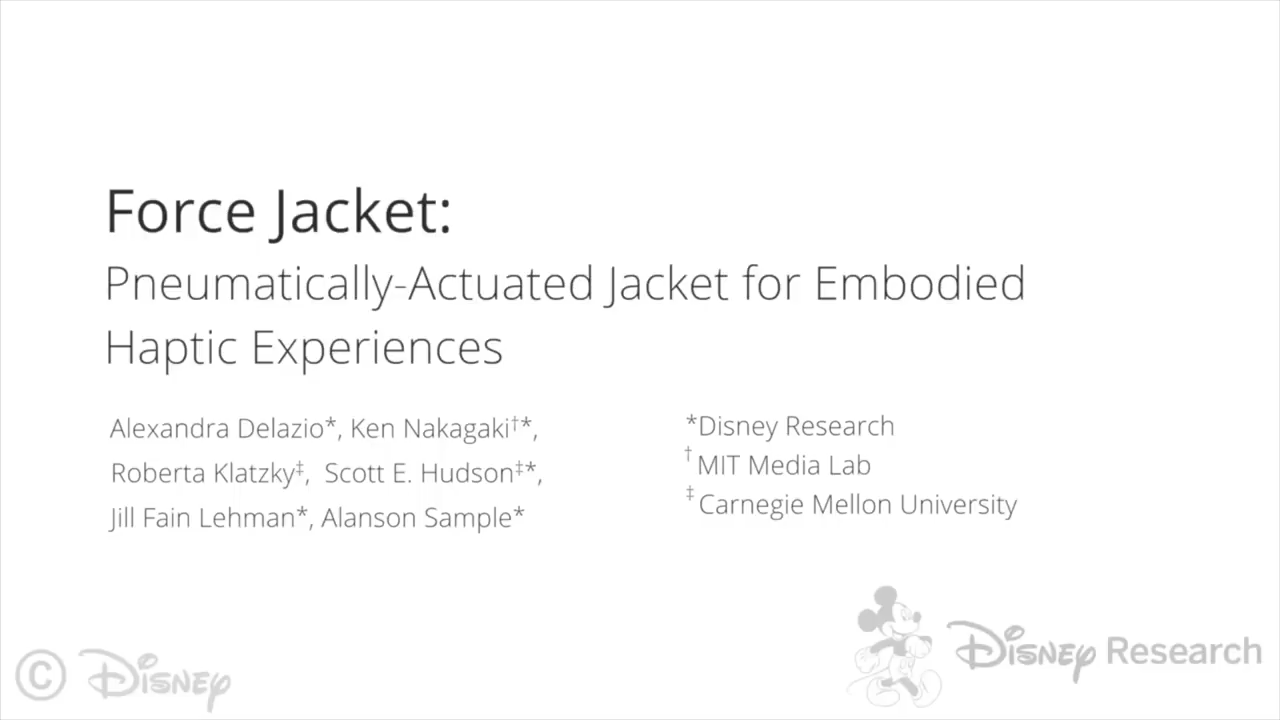 Force Jacket:
Pneumatically-Actuated Jacket for Embodied
Haptic Experiences
Alexandra Delazio*, Ken Nakagaki†*,
Roberta Klatzky‡, Scott E. Hudson‡*,
Jill Fain Lehman*, Alanson Sample*
*Disney Research
† MIT Media Lab
‡ Carnegie Mellon University
© Disney
Disney Research